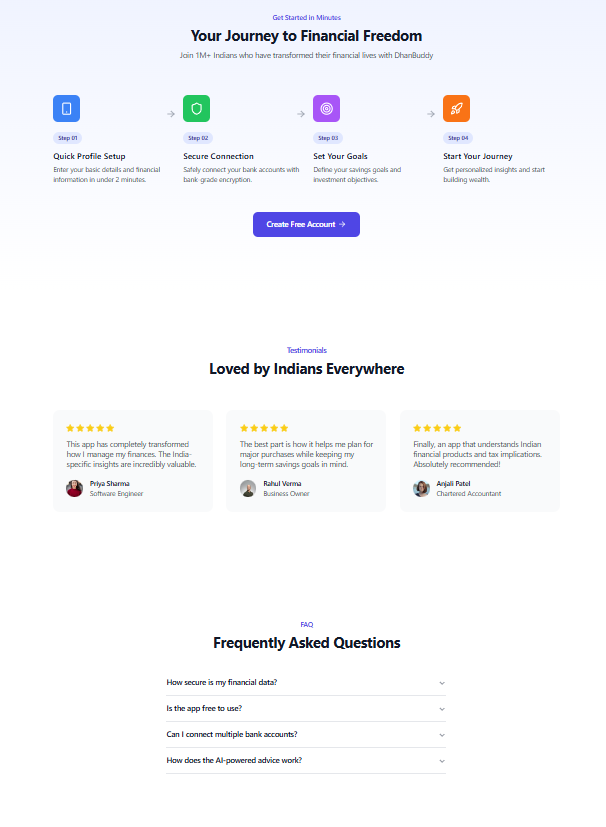 Get Started in Minutes
Your Journey to Financial Freedom
Join 1M+ Indians who have transformed their financial lives with DhanBuddy
Step 01
Quick Profile Setup
Enter your basic details and financial
information in under 2 minutes.
Step 02
Secure Connection
Safely connect your bank accounts with
bank-grade encryption.
Step 03
Set Your Goals
Define your savings goals and
investment objectives.
Step 04
Start Your Journey
Get personalized insights and start
building wealth.
Create Free Account →
Testimonials
Loved by Indians Everywhere
This app has completely transformed
how I manage my finances. The India-
specific insights are incredibly valuable.
Priya Sharma
Software Engineer
The best part is how it helps me plan for
major purchases while keeping my
long-term savings goals in mind.
Rahul Verma
Business Owner
Finally, an app that understands Indian
financial products and tax implications.
Absolutely recommended!
Anjali Patel
Chartered Accountant
FAQ
Frequently Asked Questions
How secure is my financial data?
Is the app free to use?
Can I connect multiple bank accounts?
How does the AI-powered advice work?